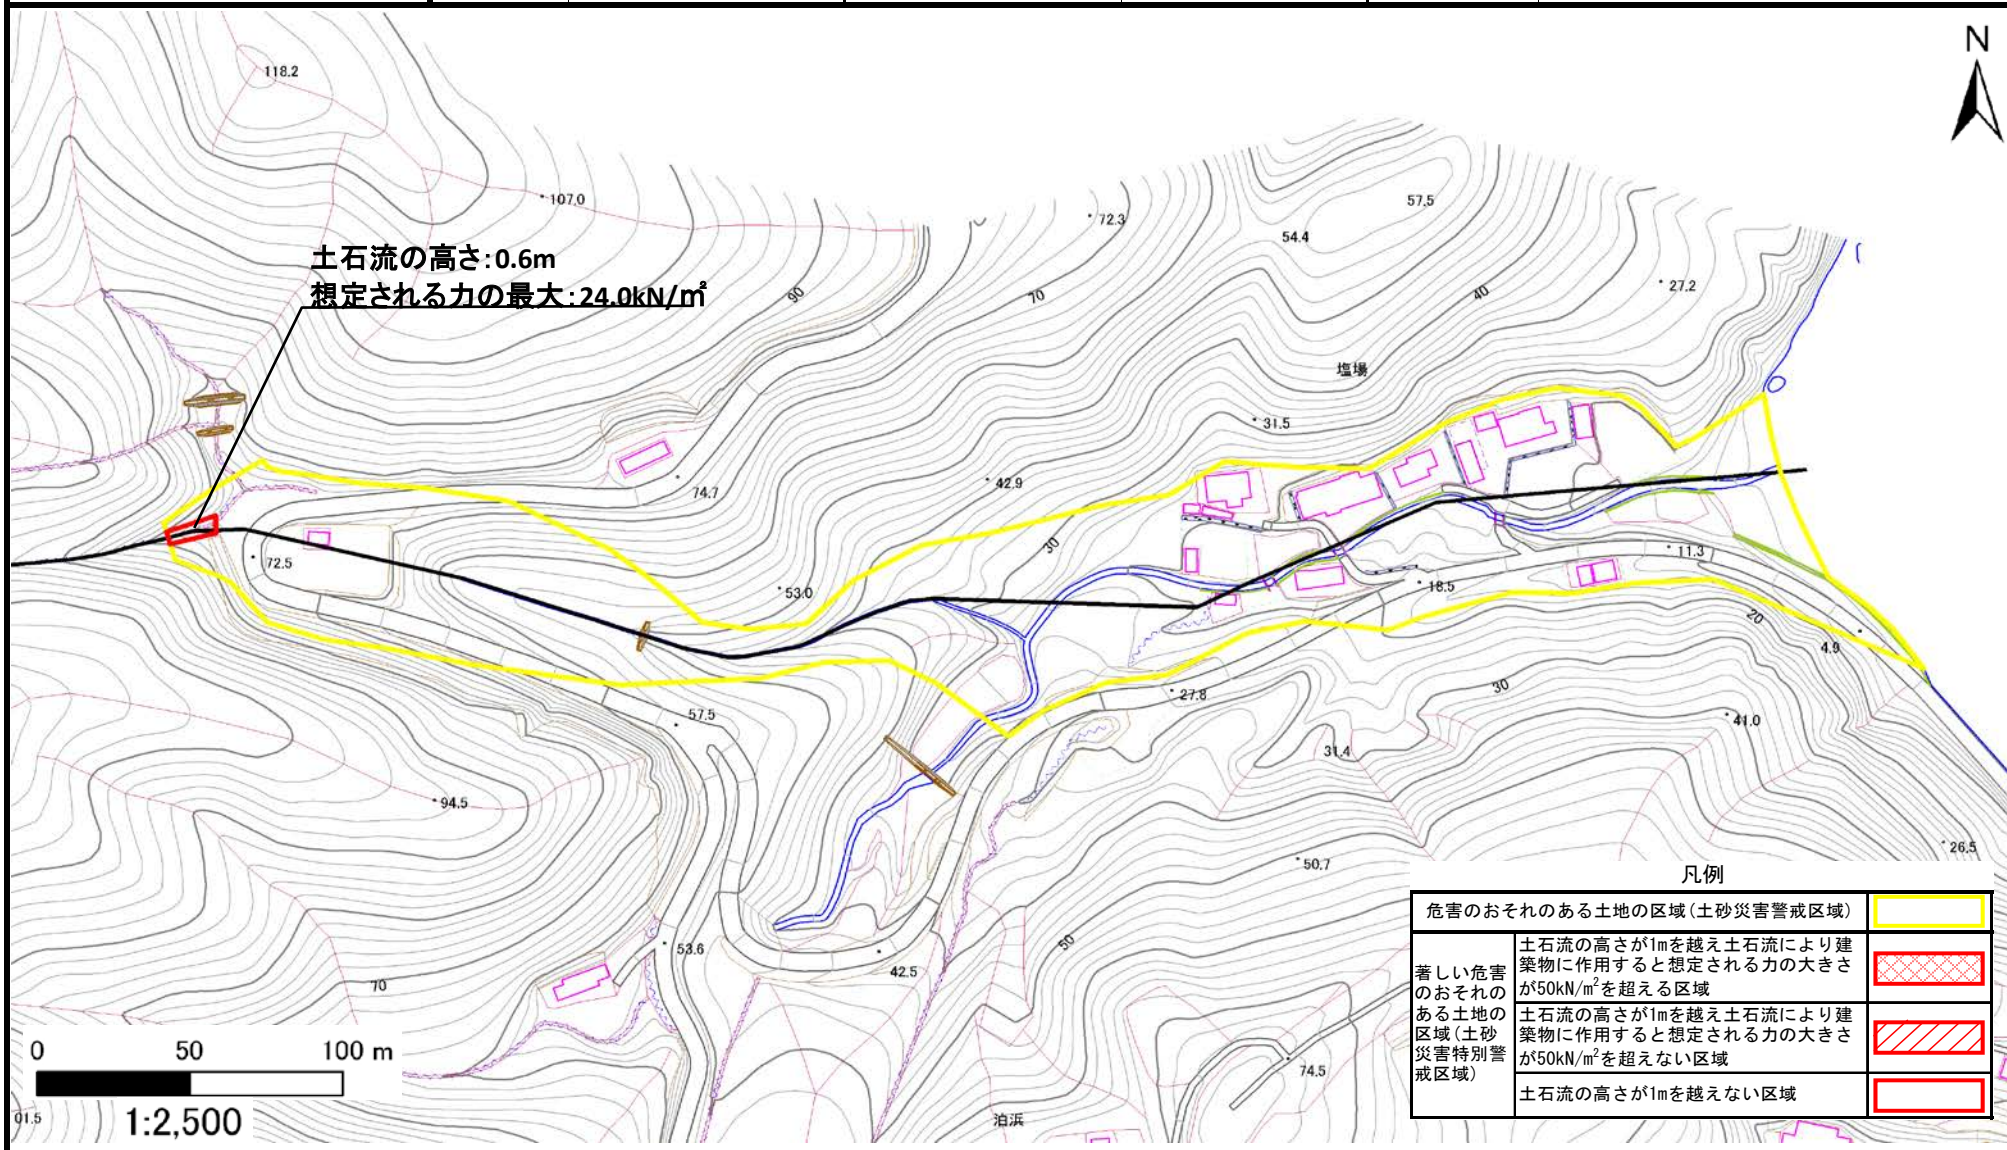 N
118.2
107.0
土石流の高さ:0.6m
想定される力の最大:24.0kN/㎡
90
70
72.3
54.4
57.5
27.2
40
塩場
31.5
42.9
74.7
72.5
53.0
30
18.5
11.3
20
4.9
27.8
30
41.0
31.4
57.5
94.5
50.7
26.5
53.6
42.5
50
70
74.5
泊浜
01.5
0 50 100 m
1:2,500
凡例
危害のおそれのある土地の区域(土砂災害警戒区域)
著しい危害
のおそれの
ある土地の
区域(土砂
災害特別警
戒区域)
土石流の高さが1mを越え土石流により建
築物に作用すると想定される力の大きさ
が50kN/m²を超える区域
土石流の高さが1mを越え土石流により建
築物に作用すると想定される力の大きさ
が50kN/m²を超えない区域
土石流の高さが1mを越えない区域